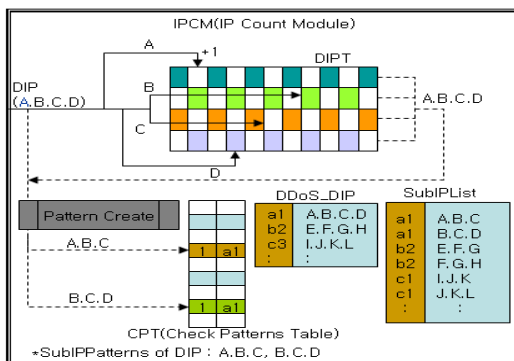 IPCM(IP Count Module)
A
+1
DIPT
DIP
(A.B.C.D)
B
C
D
A.B.C.D
Pattern Create
A.B.C
B.C.D
1 a1
1 a1
CPT(Check Patterns Table)
DDoS_DIP
a1 A.B.C.D
b2 E.F.G.H
c3 I.J.K.L
: :
SubIPList
a1 A.B.C
a1 B.C.D
b2 E.F.G
b2 F.G.H
c1 I.J.K
c1 J.K.L
: :
*SubIPPatterns of DIP : A.B.C, B.C.D